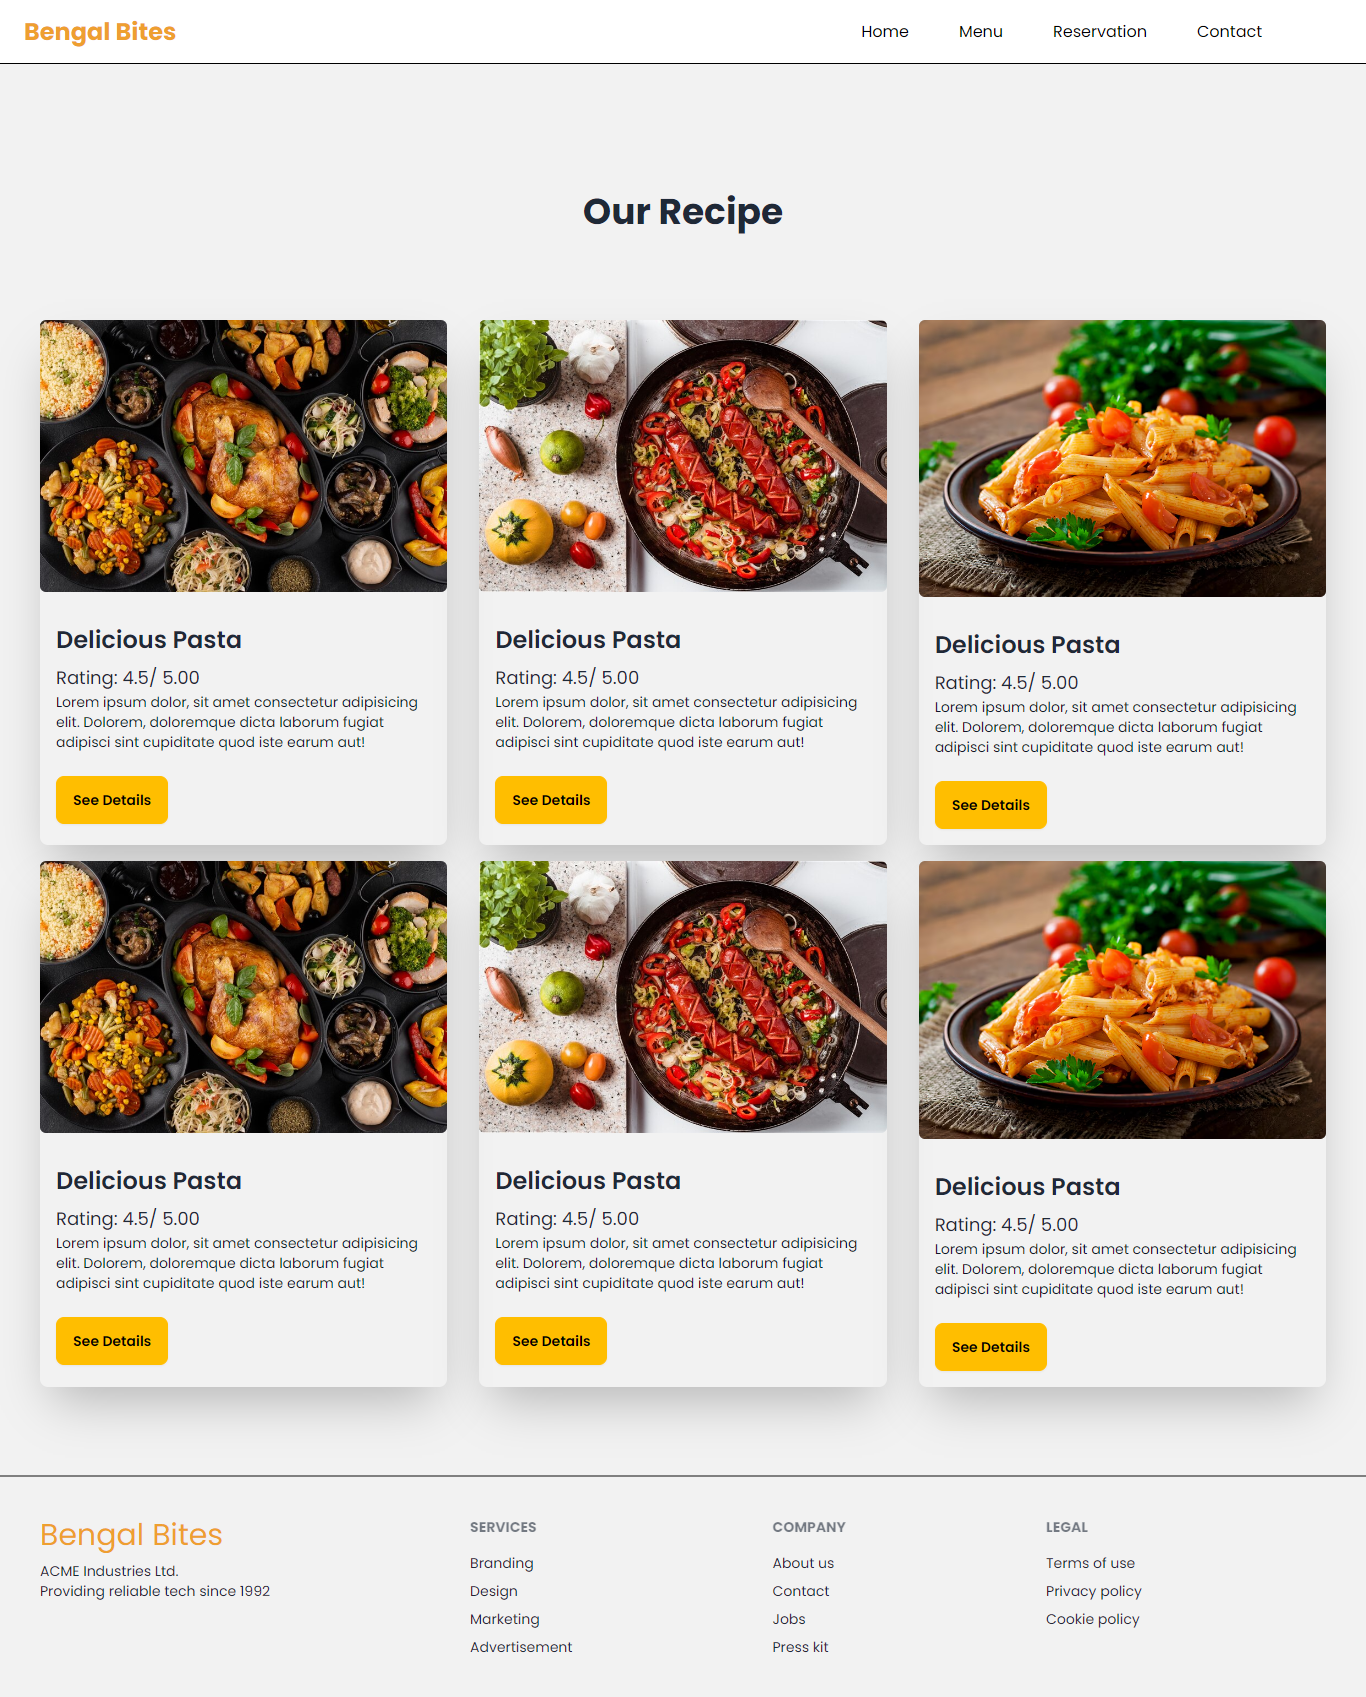 Bengal Bites
Home Menu Reservation Contact
Our Recipe
Delicious Pasta
Rating: 4.5/ 5.00
Lorem ipsum dolor, sit amet consectetur adipisicing
elit. Dolorem, doloremque dicta laborum fugiat
adipisci sint cupiditate quod iste earum aut!
See Details
Delicious Pasta
Rating: 4.5/ 5.00
Lorem ipsum dolor, sit amet consectetur adipisicing
elit. Dolorem, doloremque dicta laborum fugiat
adipisci sint cupiditate quod iste earum aut!
See Details
Delicious Pasta
Rating: 4.5/ 5.00
Lorem ipsum dolor, sit amet consectetur adipisicing
elit. Dolorem, doloremque dicta laborum fugiat
adipisci sint cupiditate quod iste earum aut!
See Details
Delicious Pasta
Rating: 4.5/ 5.00
Lorem ipsum dolor, sit amet consectetur adipisicing
elit. Dolorem, doloremque dicta laborum fugiat
adipisci sint cupiditate quod iste earum aut!
See Details
Delicious Pasta
Rating: 4.5/ 5.00
Lorem ipsum dolor, sit amet consectetur adipisicing
elit. Dolorem, doloremque dicta laborum fugiat
adipisci sint cupiditate quod iste earum aut!
See Details
Delicious Pasta
Rating: 4.5/ 5.00
Lorem ipsum dolor, sit amet consectetur adipisicing
elit. Dolorem, doloremque dicta laborum fugiat
adipisci sint cupiditate quod iste earum aut!
See Details
Bengal Bites
ACME Industries Ltd.
Providing reliable tech since 1992
SERVICES
Branding
Design
Marketing
Advertisement
COMPANY
About us
Contact
Jobs
Press kit
LEGAL
Terms of use
Privacy policy
Cookie policy